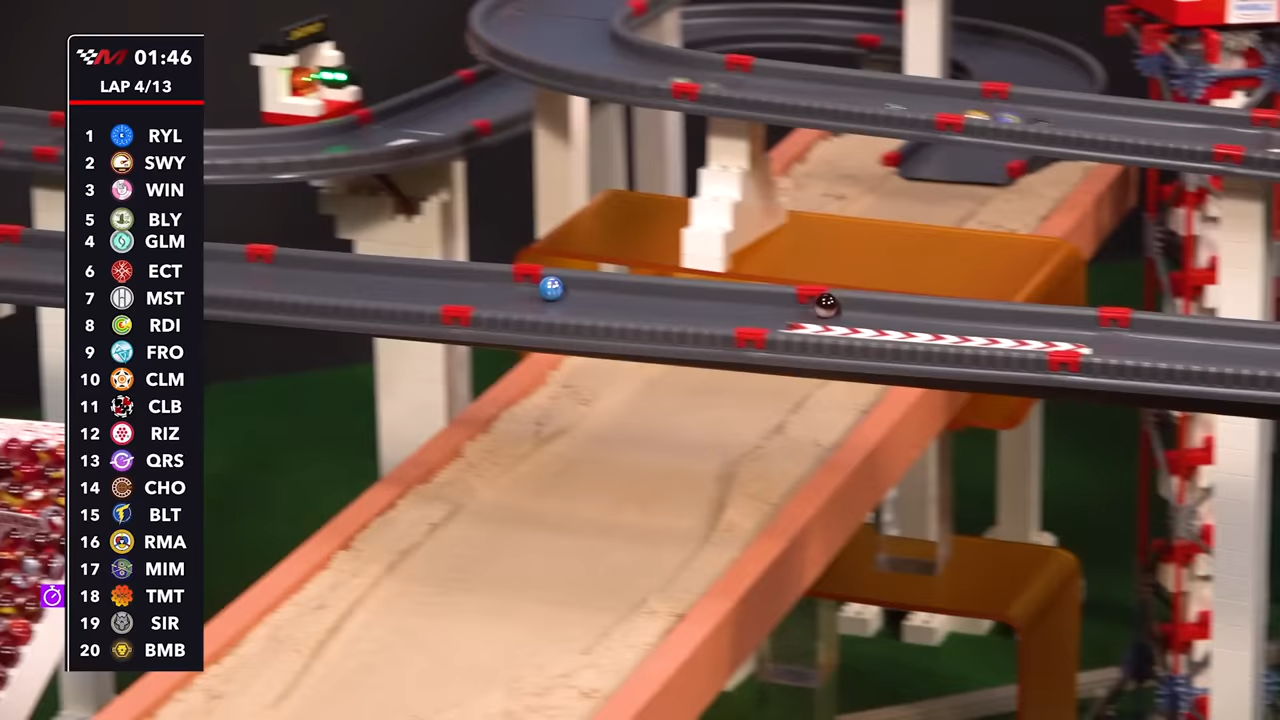 M 01:46
LAP 4/13
1 RYL
2 SWY
3 WIN
5 BLY
4 GLM
6 ECT
7 MST
8 RDI
9 FRO
10 CLM
11 CLB
12 RIZ
13 QRS
14 CHO
15 BLT
16 RMA
17 MIM
18 TMT
19 SIR
20 BMB